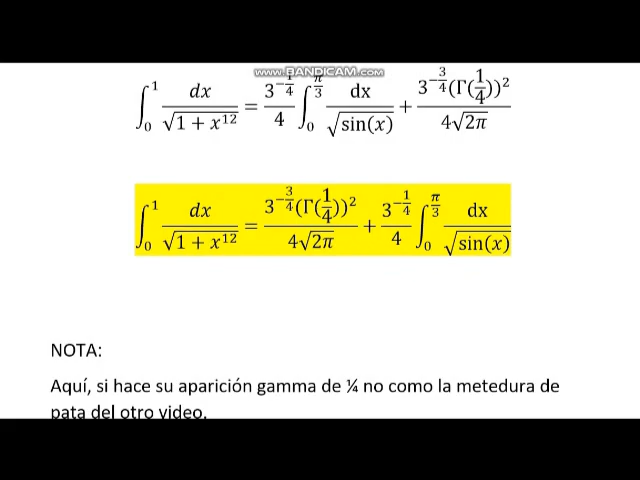 www.BANDICAM.com
∫₀¹ dx/√(1 + x¹²) = 3^(-1/4)/4 ∫₀^(π/3) dx/√sin(x) + 3^(-3/4)(Γ(1/4))²/(4√2π)
∫₀¹ dx/√(1 + x¹²) = 3^(-3/4)(Γ(1/4))²/(4√2π) + 3^(-1/4)/4 ∫₀^(π/3) dx/√sin(x)
NOTA:
Aquí, si hace su aparición gamma de ¼ no como la metedura de
pata del otro video.